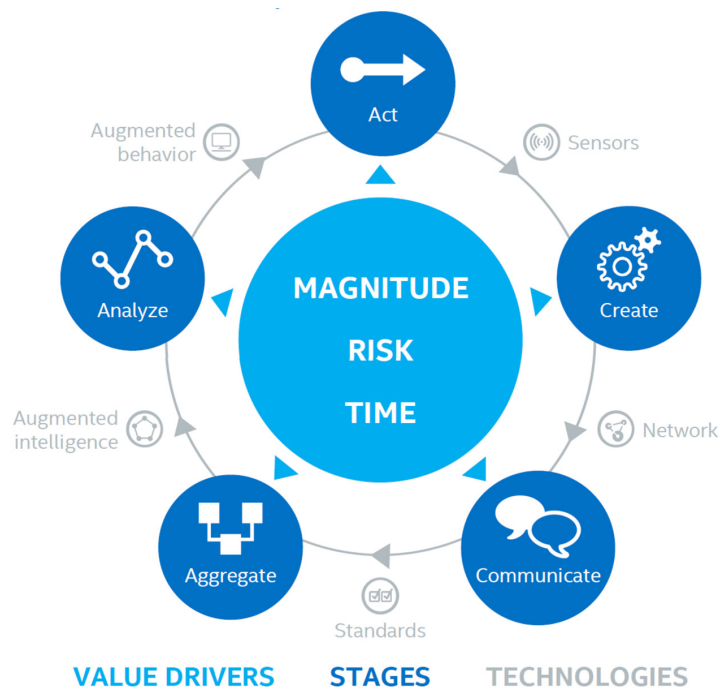 Act
Augmented
behavior
Sensors
Analyze
MAGNITUDE
RISK
TIME
Create
Augmented
intelligence
Network
Aggregate
Communicate
Standards
VALUE DRIVERS STAGES TECHNOLOGIES